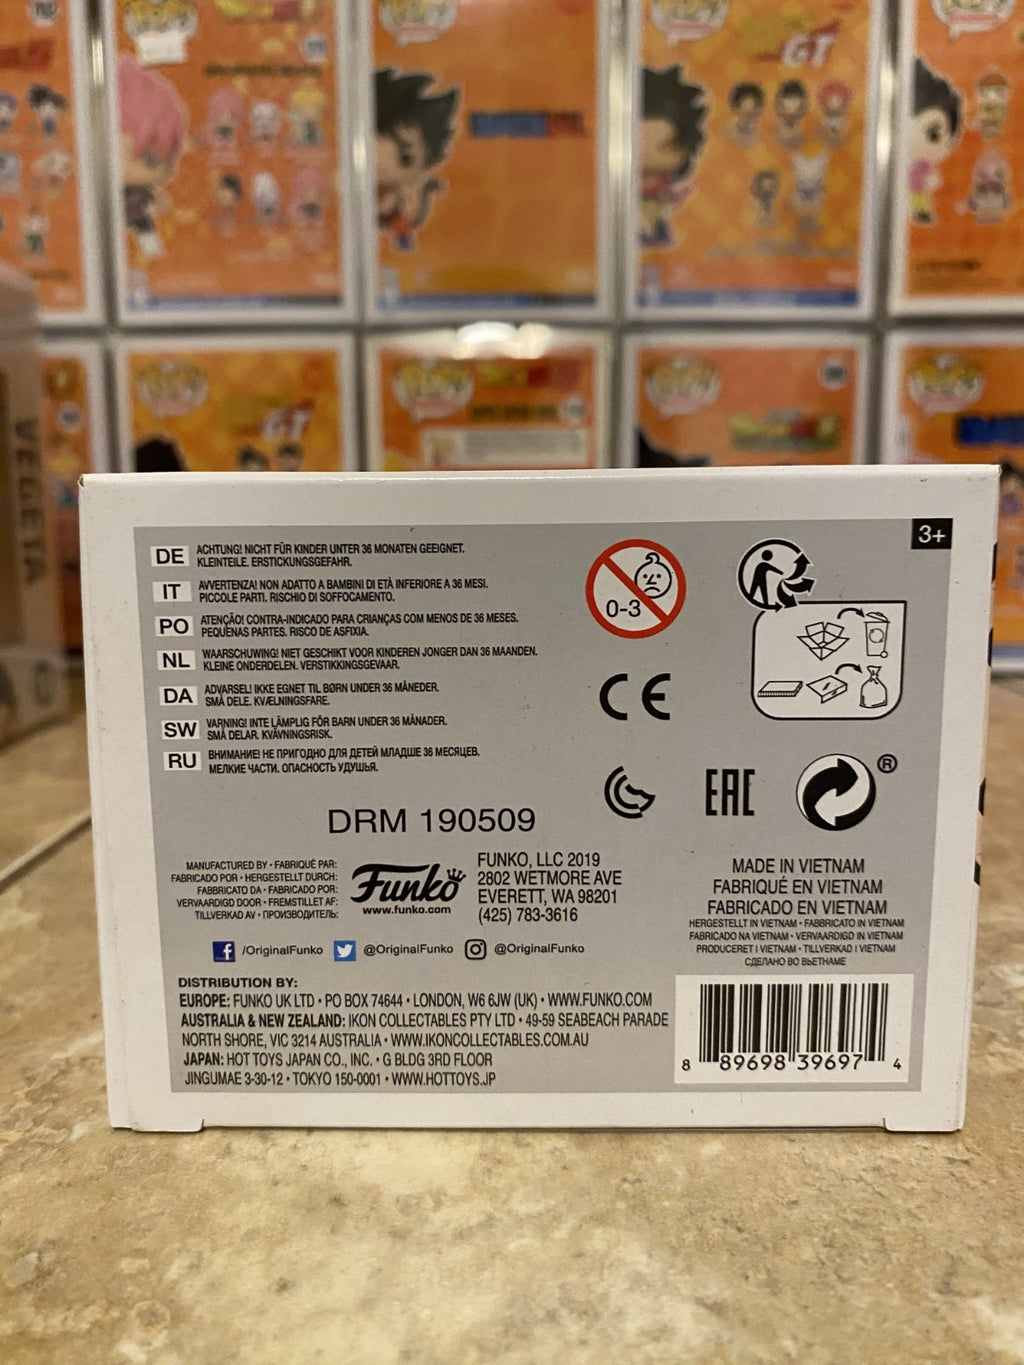 GT
GT
VEGETA
3+
DE ACHTUNG! NICHT FÜR KINDER UNTER 36 MONATEN GEEIGNET.
KLEINTEILE. ERSTICKUNGSGEFAHR.
IT AVVERTENZA! NON ADATTO A BAMBINI DI ETÀ INFERIORE A 36 MESI.
PICCOLE PARTI. RISCHIO DI SOFFOCAMENTO.
PO ATENÇÃO! CONTRA-INDICADO PARA CRIANÇAS COM MENOS DE 36 MESES.
PEQUENAS PARTES. RISCO DE ASFIXIA.
NL WAARSCHUWING! NIET GESCHIKT VOOR KINDEREN JONGER DAN 36 MAANDEN.
KLEINE ONDERDELEN. VERSTIKKINGSGEVAAR.
DA ADVARSEL! IKKE EGNET TIL BØRN UNDER 36 MÅNEDER.
SMÅ DELE. KVÆLNINGSFARE.
SW VARNING! INTE LÄMPLIG FÖR BARN UNDER 36 MÅNADER.
SMÅ DELAR. KVÄVNINGSRISK.
RU ВНИМАНИЕ! НЕ ПРИГОДНО ДЛЯ ДЕТЕЙ МЛАДШЕ 36 МЕСЯЦЕВ.
МЕЛКИЕ ЧАСТИ. ОПАСНОСТЬ УДУШЬЯ.
0-3
CE
EAC
®
DRM 190509
MANUFACTURED BY • FABRIQUÉ PAR:
FABRICADO POR • HERGESTELLT DURCH:
FABBRICATO DA • FABRICADO POR:
VERVAARDIGD DOOR • FREMSTILLET AF:
TILLVERKAD AV • ПРОИЗВОДИТЕЛЬ:
Funko
www.funko.com
FUNKO, LLC 2019
2802 WETMORE AVE
EVERETT, WA 98201
(425) 783-3616
/OriginalFunko @OriginalFunko @OriginalFunko
MADE IN VIETNAM
FABRIQUÉ EN VIETNAM
FABRICADO EN VIETNAM
HERGESTELLT IN VIETNAM • FABBRICATO IN VIETNAM
FABRICADO NA VIETNAM • VERVAARDIGD IN VIETNAM
PRODUCERET I VIETNAM • TILLVERKAD I VIETNAM
СДЕЛАНО ВО ВЬЕТНАМЕ
DISTRIBUTION BY:
EUROPE: FUNKO UK LTD • PO BOX 74644 • LONDON, W6 6JW (UK) • WWW.FUNKO.COM
AUSTRALIA & NEW ZEALAND: IKON COLLECTABLES PTY LTD • 49-59 SEABEACH PARADE
NORTH SHORE, VIC 3214 AUSTRALIA • WWW.IKONCOLLECTABLES.COM.AU
JAPAN: HOT TOYS JAPAN CO., INC. • G BLDG 3RD FLOOR
JINGUMAE 3-30-12 • TOKYO 150-0001 • WWW.HOTTOYS.JP
8 89698 39697 4